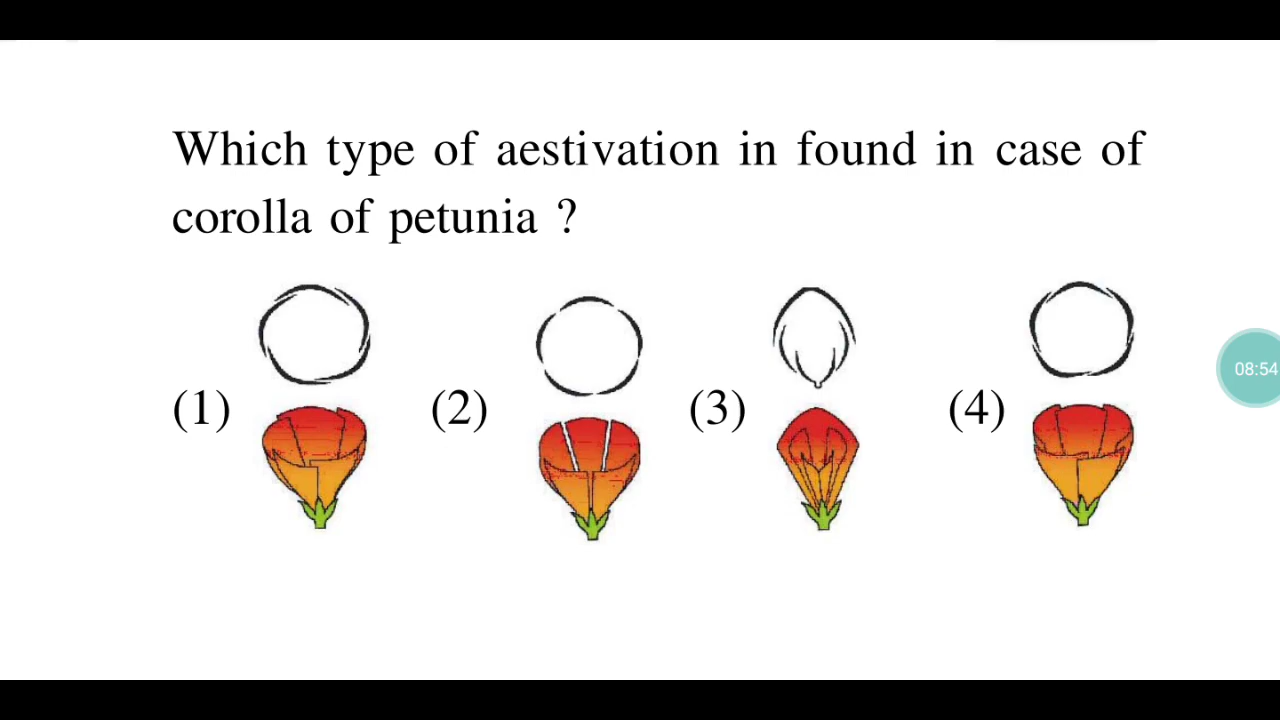 Which type of aestivation in found in case of
corolla of petunia ?
(1) (2) (3) (4)
08:54